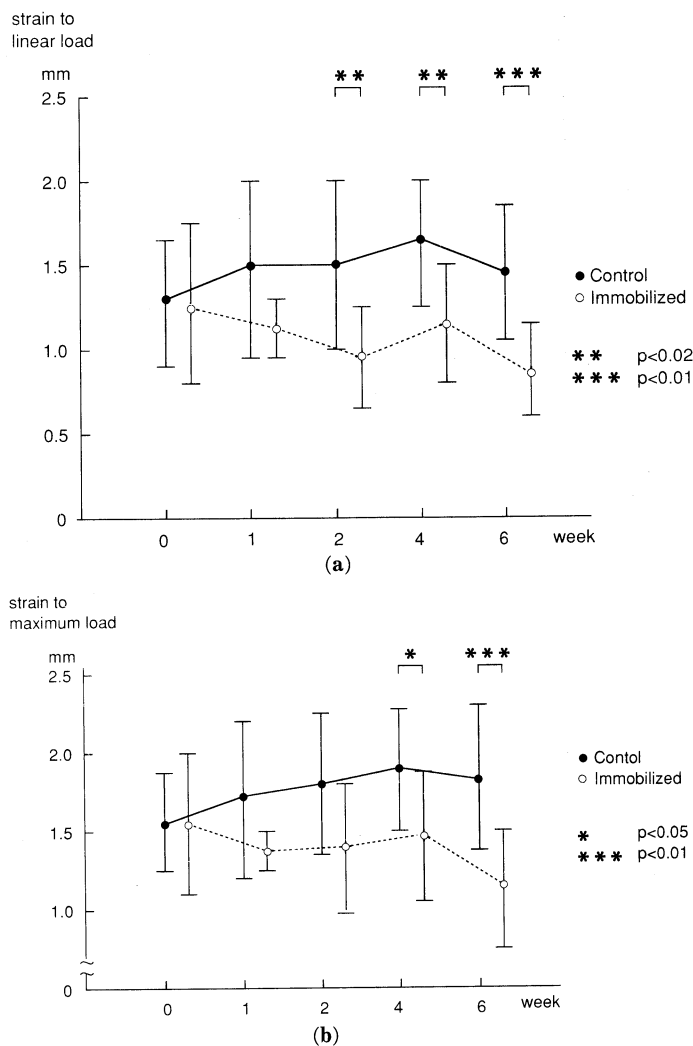 strain to
linear load
mm
** ** ***
2.5
2.0
1.5
1.0
0.5
0
● Control
○ Immobilized
** p<0.02
*** p<0.01
0 1 2 4 6 week
(a)
strain to
maximum load
mm
* ***
2.5
2.0
1.5
1.0
0
● Contol
○ Immobilized
* p<0.05
*** p<0.01
0 1 2 4 6 week
(b)